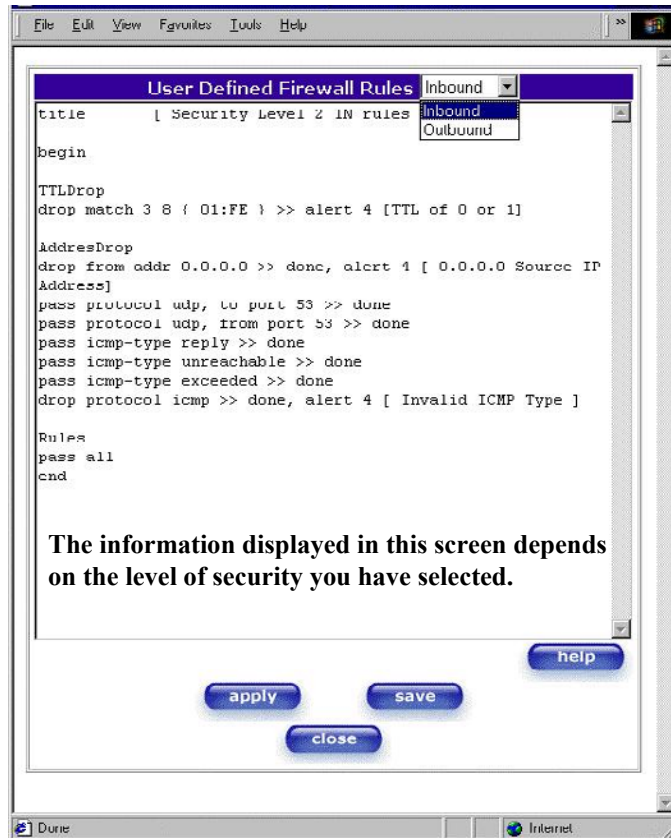 File Edit View Favorites Tools Help »
User Defined Firewall Rules Inbound
Inbound
Outbound
title [ Security Level 2 IN rules
begin
TTLDrop
drop match 3 8 { 01:FE } >> alert 4 [TTL of 0 or 1]
AddresDrop
drop from addr 0.0.0.0 >> done, alert 4 [ 0.0.0.0 Source IP
Address]
pass protocol udp, to port 53 >> done
pass protocol udp, from port 53 >> done
pass icmp-type reply >> done
pass icmp-type unreachable >> done
pass icmp-type exceeded >> done
drop protocol icmp >> done, alert 4 [ Invalid ICMP Type ]
Rules
pass all
end
The information displayed in this screen depends
on the level of security you have selected.
help
apply save
close
Done Internet